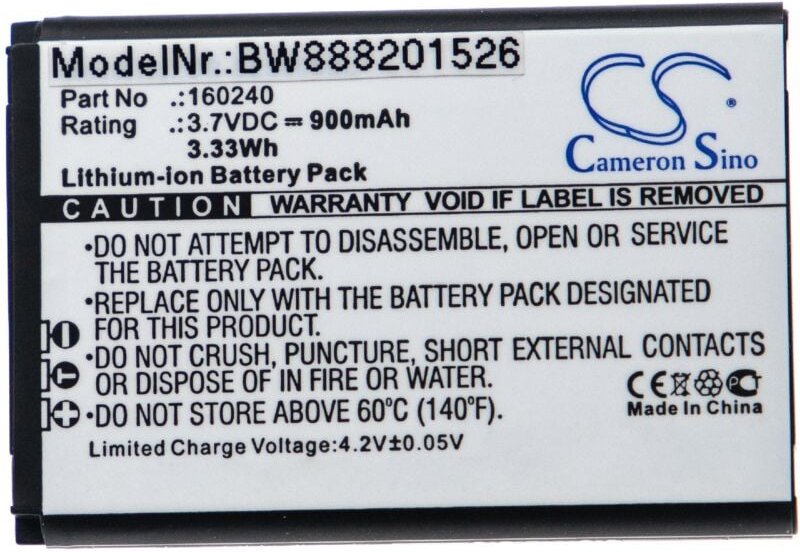 ModelNr.:BW888201526
Part No .:160240
Rating :3.7VDC = 900mAh
3.33Wh
Lithium-ion Battery Pack
CS
Cameron Sino
CAUTION WARRANTY VOID IF LABEL IS REMOVED
•DO NOT ATTEMPT TO DISASSEMBLE, OPEN OR SERVICE
THE BATTERY PACK.
•REPLACE ONLY WITH THE BATTERY PACK DESIGNATED
FOR THIS PRODUCT.
•DO NOT CRUSH, PUNCTURE, SHORT EXTERNAL CONTACTS
OR DISPOSE OF IN FIRE OR WATER.
•DO NOT STORE ABOVE 60°C (140°F).
Limited Charge Voltage:4.2V±0.05V
CE
Made In China